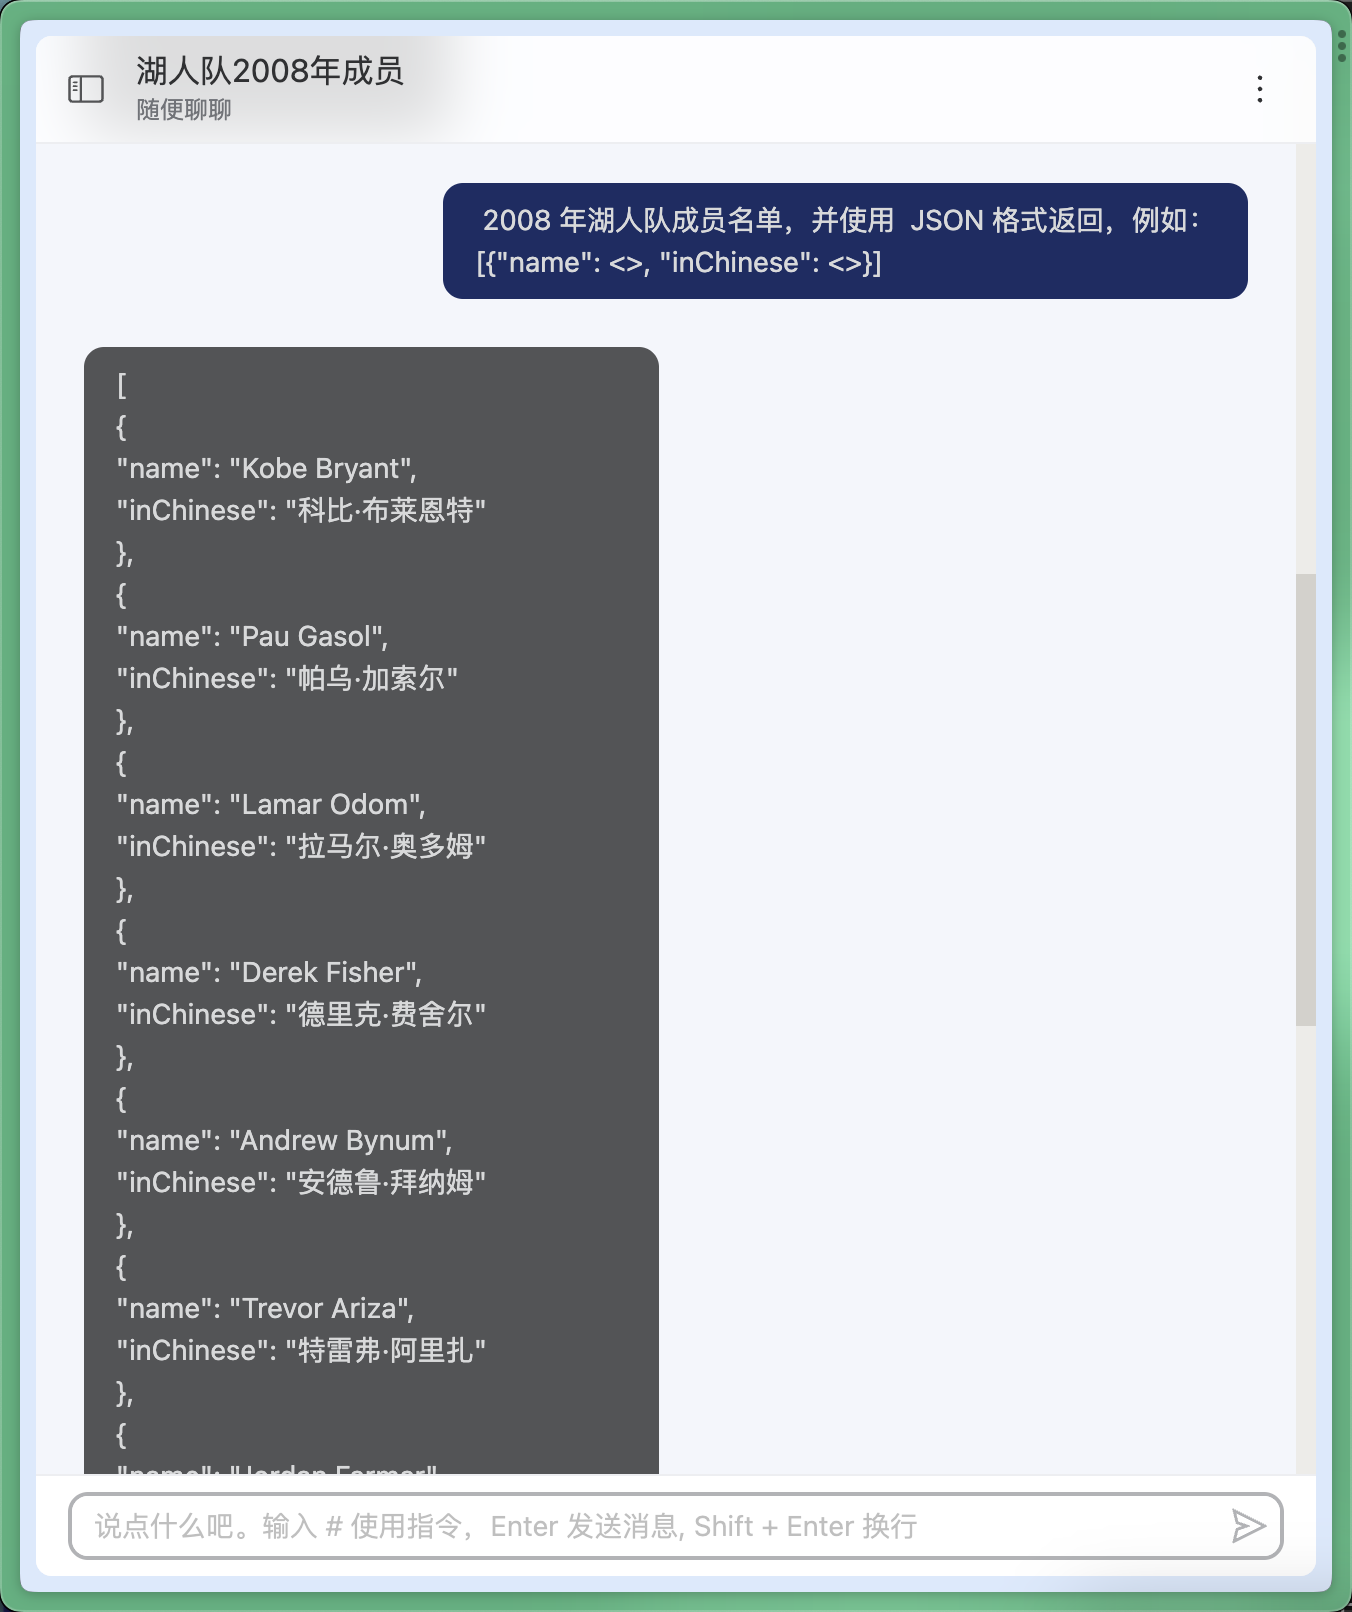 湖人队2008年成员
随便聊聊
2008 年湖人队成员名单，并使用 JSON 格式返回，例如：
[{"name": <>, "inChinese": <>}]
[
{
"name": "Kobe Bryant",
"inChinese": "科比·布莱恩特"
},
{
"name": "Pau Gasol",
"inChinese": "帕乌·加索尔"
},
{
"name": "Lamar Odom",
"inChinese": "拉马尔·奥多姆"
},
{
"name": "Derek Fisher",
"inChinese": "德里克·费舍尔"
},
{
"name": "Andrew Bynum",
"inChinese": "安德鲁·拜纳姆"
},
{
"name": "Trevor Ariza",
"inChinese": "特雷弗·阿里扎"
},
{
"name": "Jordan Farmar"
说点什么吧。输入 # 使用指令，Enter 发送消息, Shift + Enter 换行